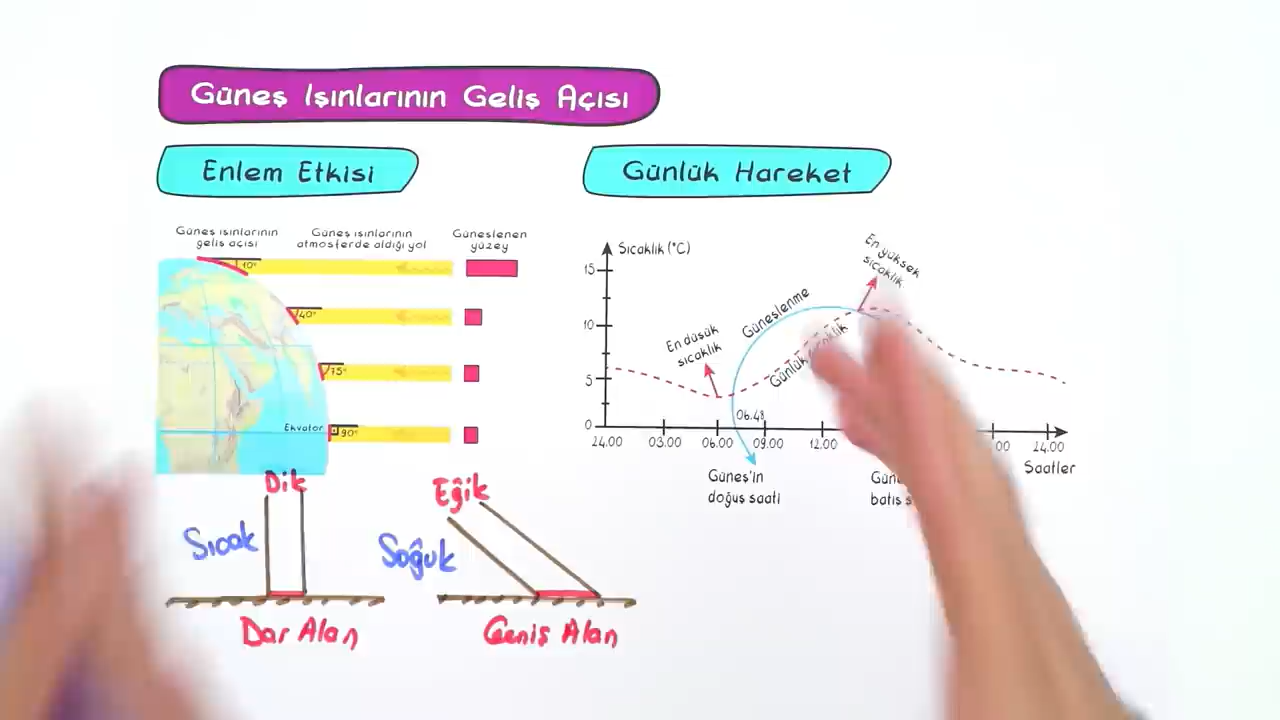 Güneş Işınlarının Geliş Açısı
Enlem Etkisi
Günlük Hareket
Güneş ışınlarının
geliş açısı
Güneş ışınlarının
atmosferde aldığı yol
Güneşlenen
yüzey
10°
40°
75°
Ekvator
90°
Dik
Sıcak
Dar Alan
Eğik
Soğuk
Geniş Alan
Sıcaklık (°C)
15
10
5
0
En düşük
sıcaklık
Güneşlenme
Günlük sıcaklık
En yüksek
sıcaklık
06.48
24.00
03.00
06.00
09.00
12.00
24.00
Saatler
Güneş'in
doğuş saati
batış